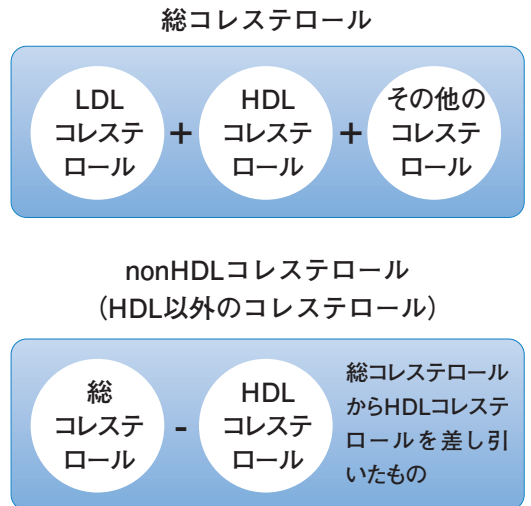 総コレステロール
LDL
コレステ
ロール
+
HDL
コレステ
ロール
+
その他の
コレステ
ロール
nonHDLコレステロール
(HDL以外のコレステロール)
総
コレステ
ロール
-
HDL
コレステ
ロール
総コレステロール
からHDLコレステ
ロールを差し引
いたもの